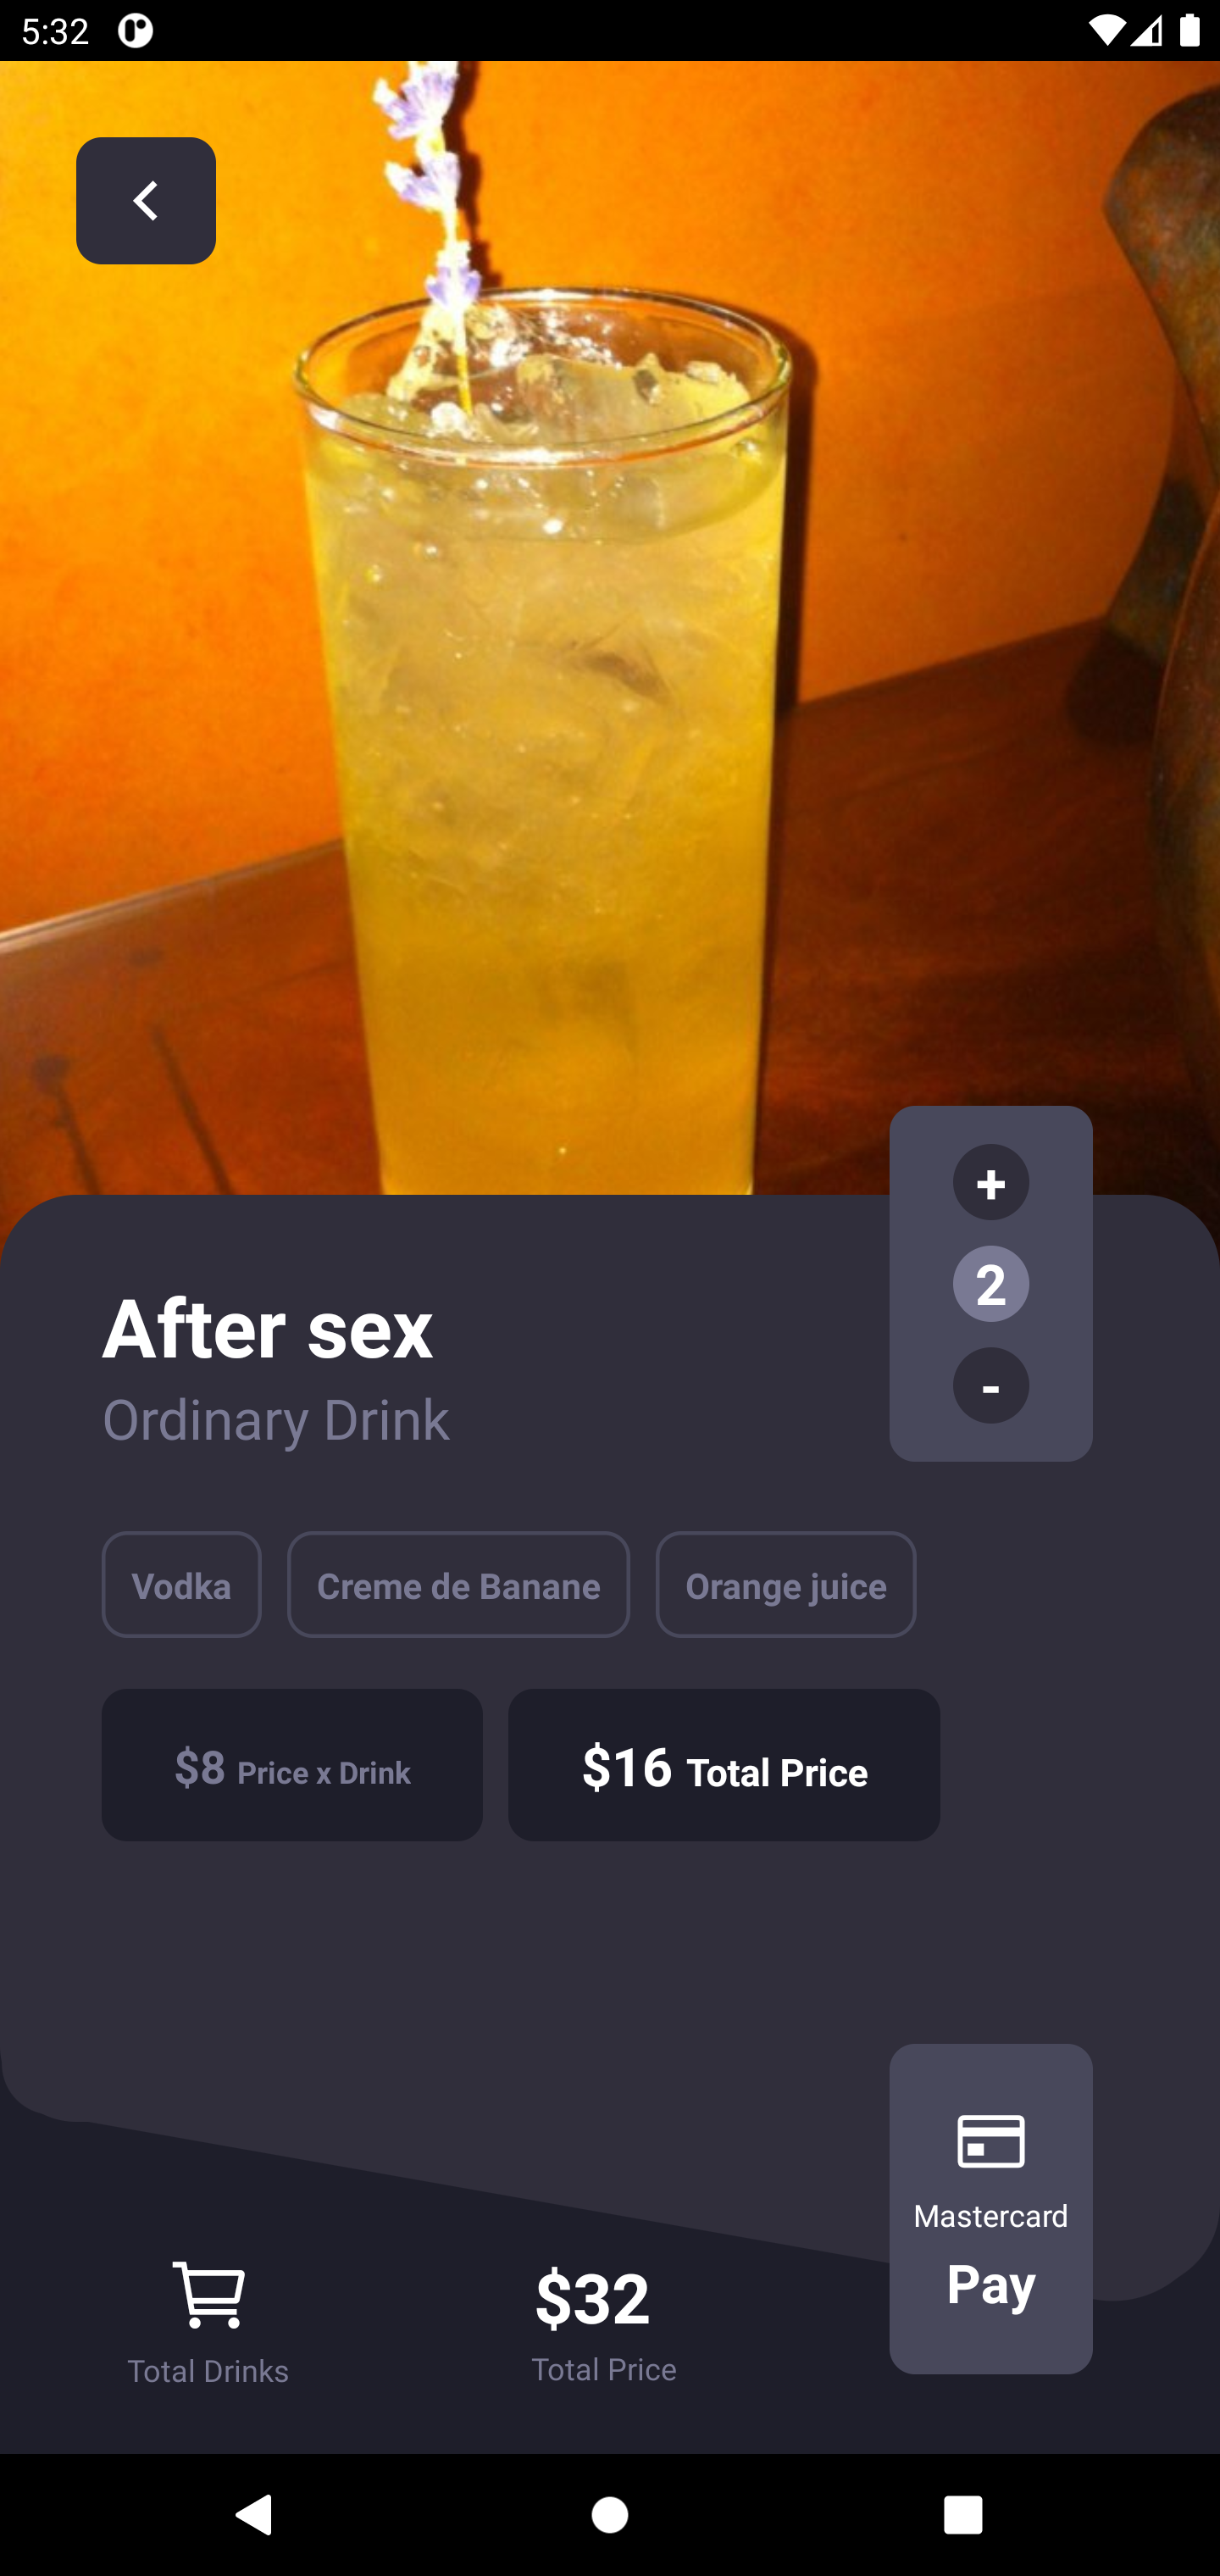 5:32
+
2
-
After sex
Ordinary Drink
Vodka Creme de Banane Orange juice
$8 Price x Drink $16 Total Price
Mastercard
Pay
$32
Total Drinks Total Price